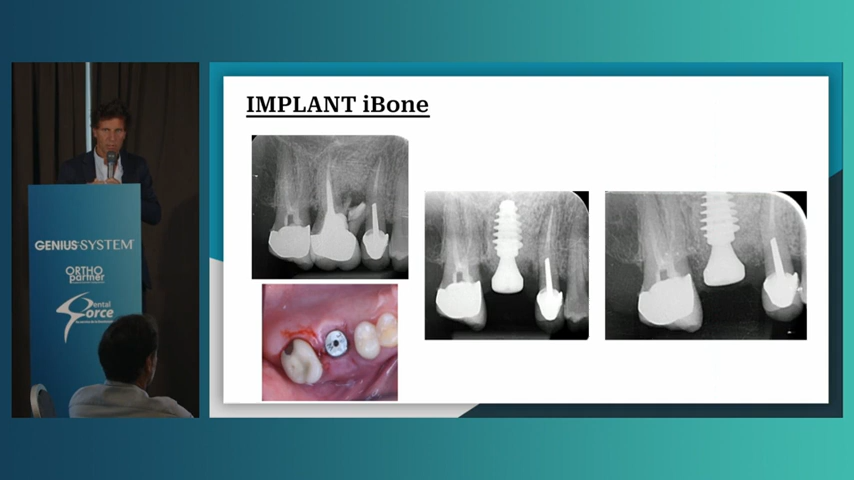 IMPLANT iBone
GENIUS SYSTEM
ORTHO
partner
Dental
Force